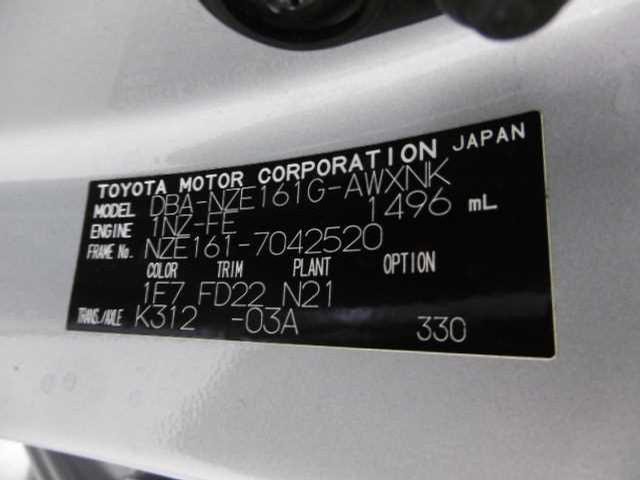 TOYOTA MOTOR CORPORATION JAPAN
MODEL DBA-NZE161G-AWXNK
ENGINE 1NZ-FE 1496 mL
FRAME No. NZE161-7042520
COLOR TRIM PLANT OPTION
1F7 FD22 N21
TRANS./AXLE K312 -03A 330